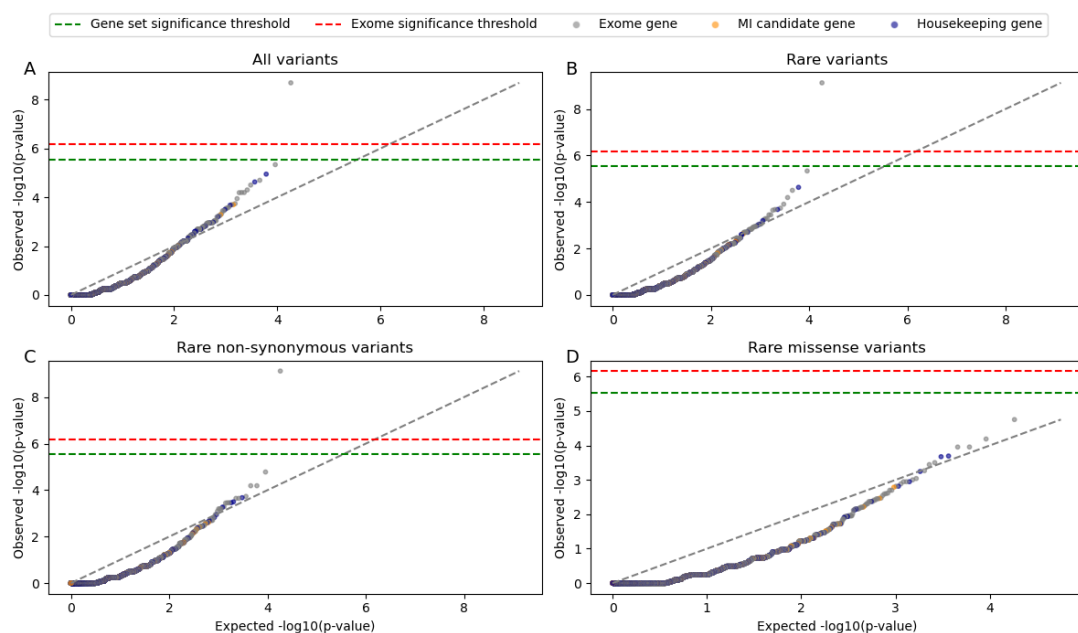 Gene set significance threshold Exome significance threshold Exome gene MI candidate gene Housekeeping gene
A All variants
Observed -log10(p-value)
8
6
4
2
0
0 2 4 6 8
B Rare variants
Observed -log10(p-value)
8
6
4
2
0
0 2 4 6 8
C Rare non-synonymous variants
Observed -log10(p-value)
8
6
4
2
0
0 2 4 6 8
Expected -log10(p-value)
D Rare missense variants
Observed -log10(p-value)
6
5
4
3
2
1
0
0 1 2 3 4
Expected -log10(p-value)